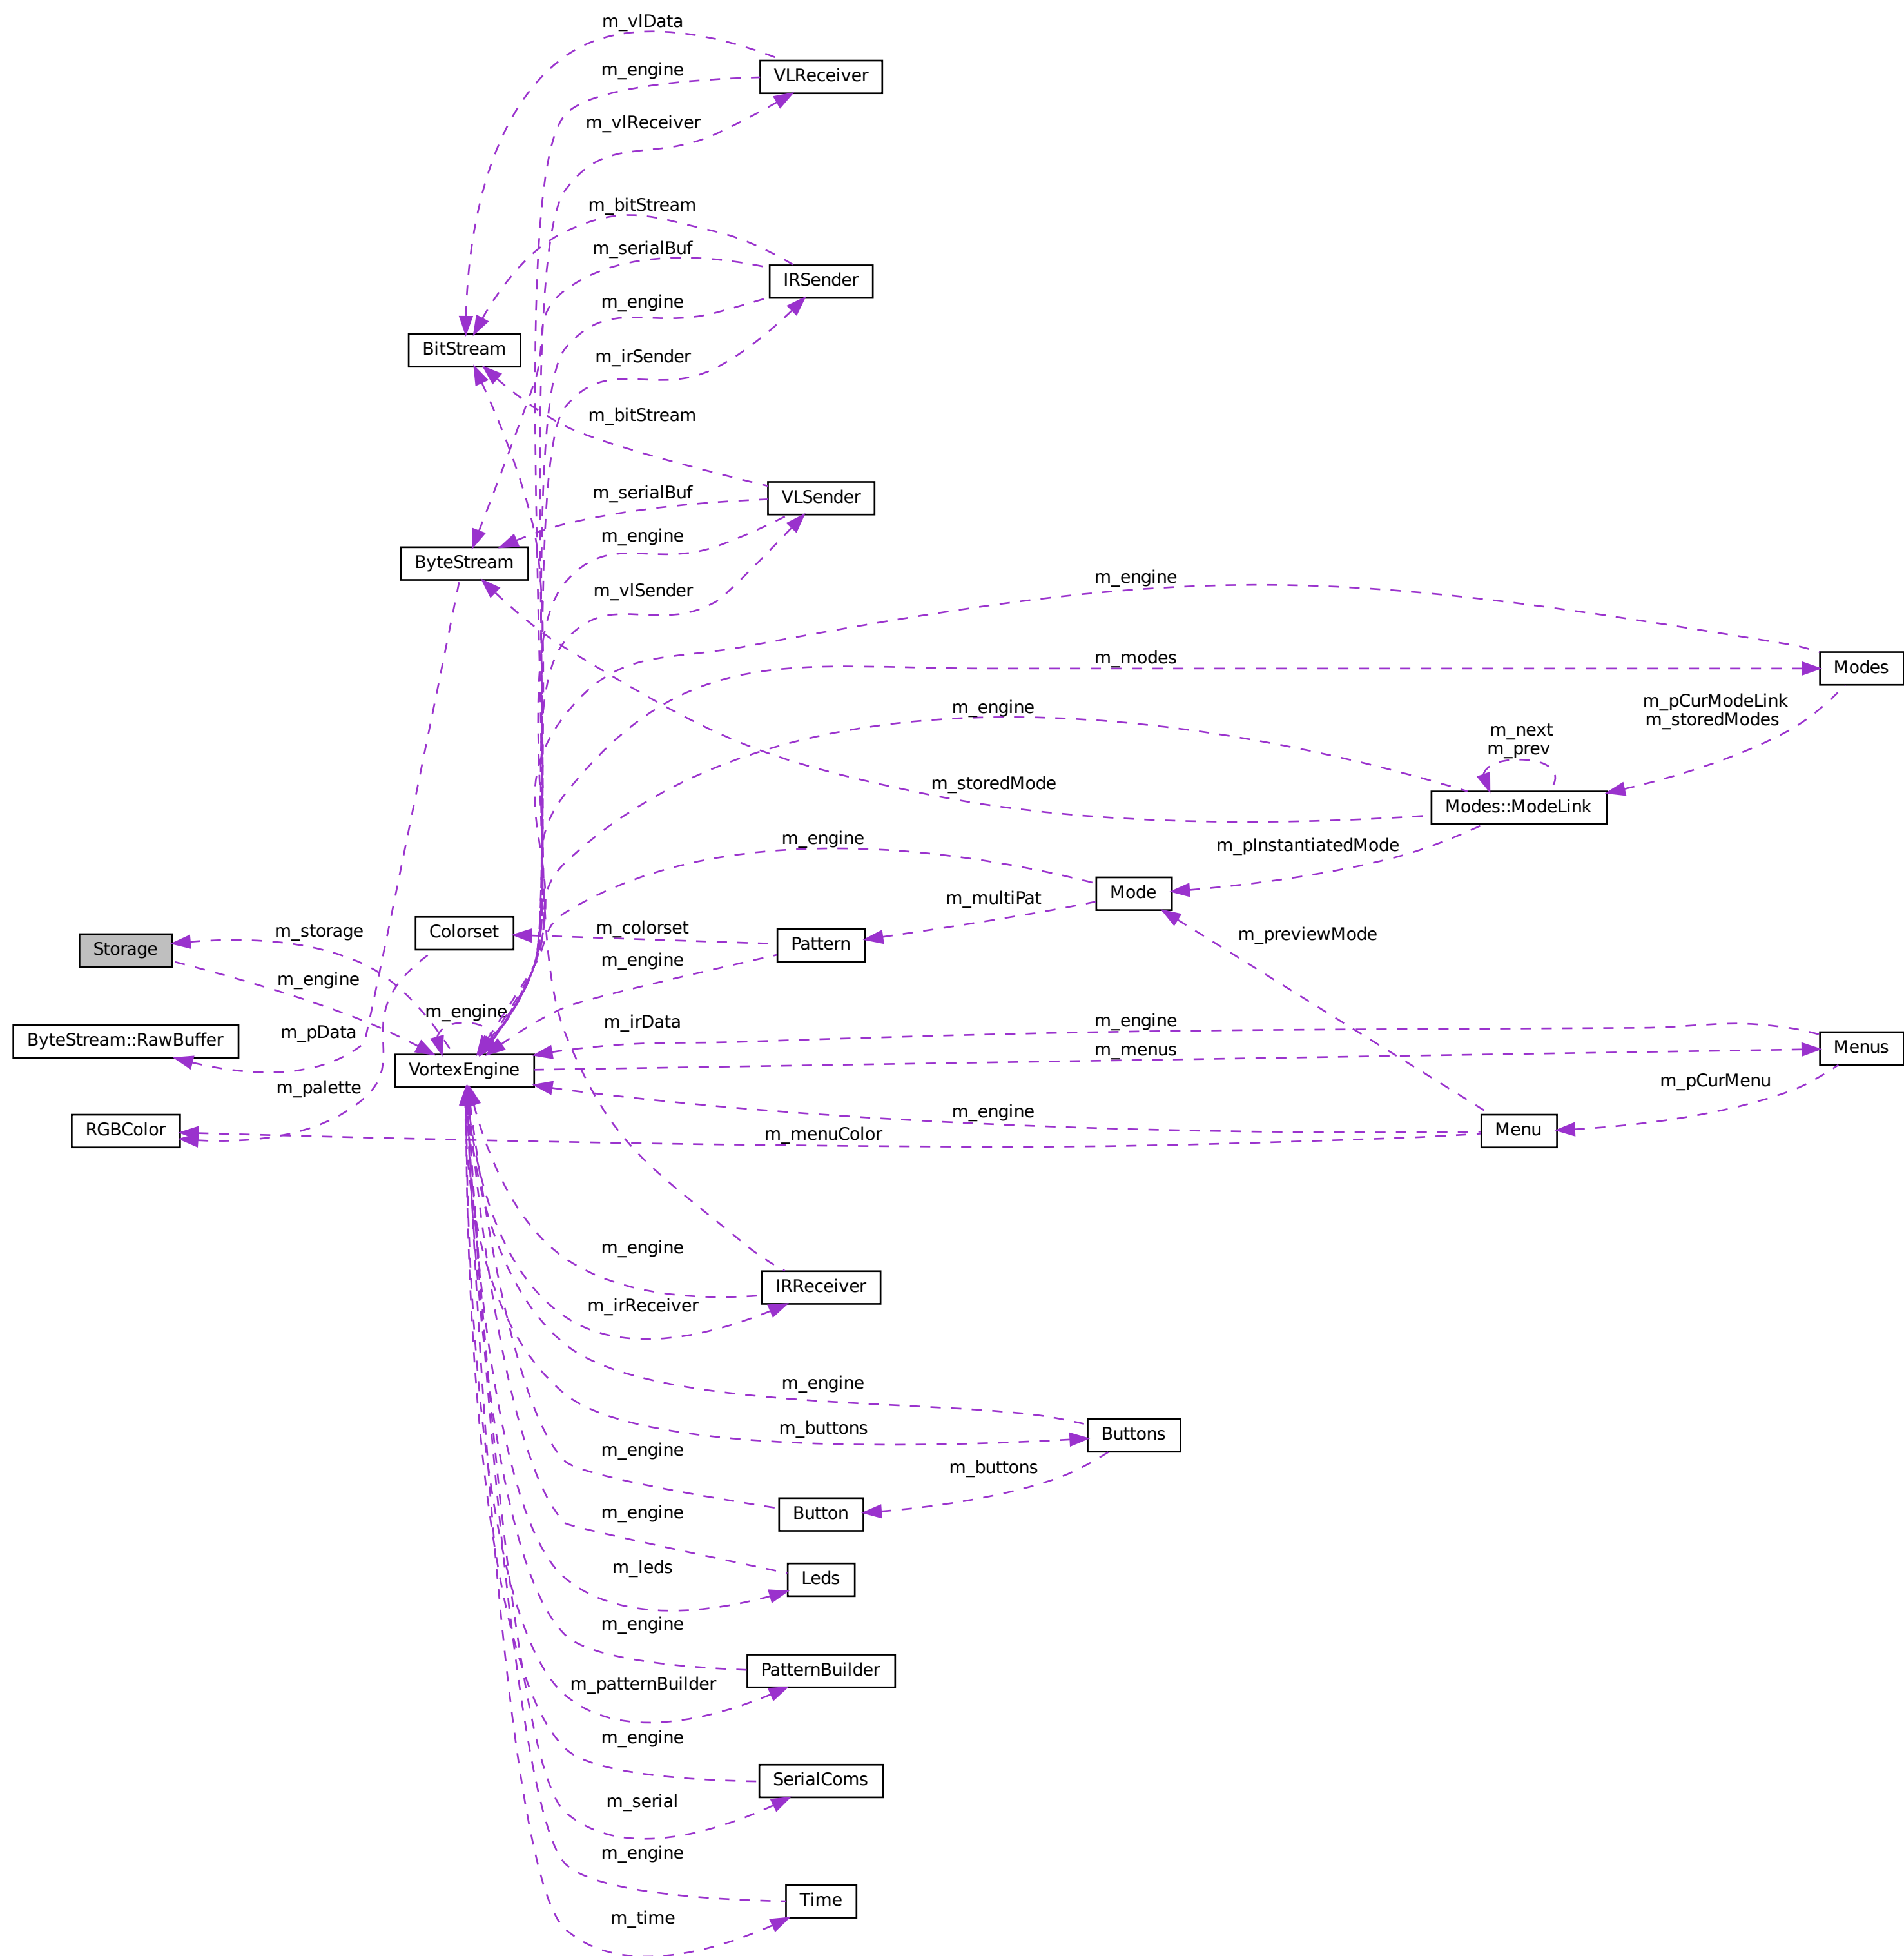 m_vlData
VLReceiver
m_engine
m_vlReceiver
m_bitStream
m_serialBuf
IRSender
m_engine
BitStream
m_irSender
m_bitStream
m_serialBuf
VLSender
m_engine
ByteStream
m_engine
m_vlSender
m_modes
Modes
m_pCurModeLink
m_storedModes
m_engine
m_next
m_prev
m_storedMode
Modes::ModeLink
m_engine
m_pInstantiatedMode
Mode
m_multiPat
m_storage
Colorset
m_colorset
m_previewMode
Storage
Pattern
m_engine
m_engine
m_engine
m_irData
m_engine
ByteStream::RawBuffer
m_pData
m_menus
Menus
VortexEngine
m_palette
m_pCurMenu
m_engine
RGBColor
m_menuColor
Menu
m_engine
IRReceiver
m_irReceiver
m_engine
m_buttons
Buttons
m_engine
m_buttons
Button
m_engine
m_leds
Leds
m_engine
PatternBuilder
m_patternBuilder
m_engine
SerialComs
m_serial
m_engine
Time
m_time